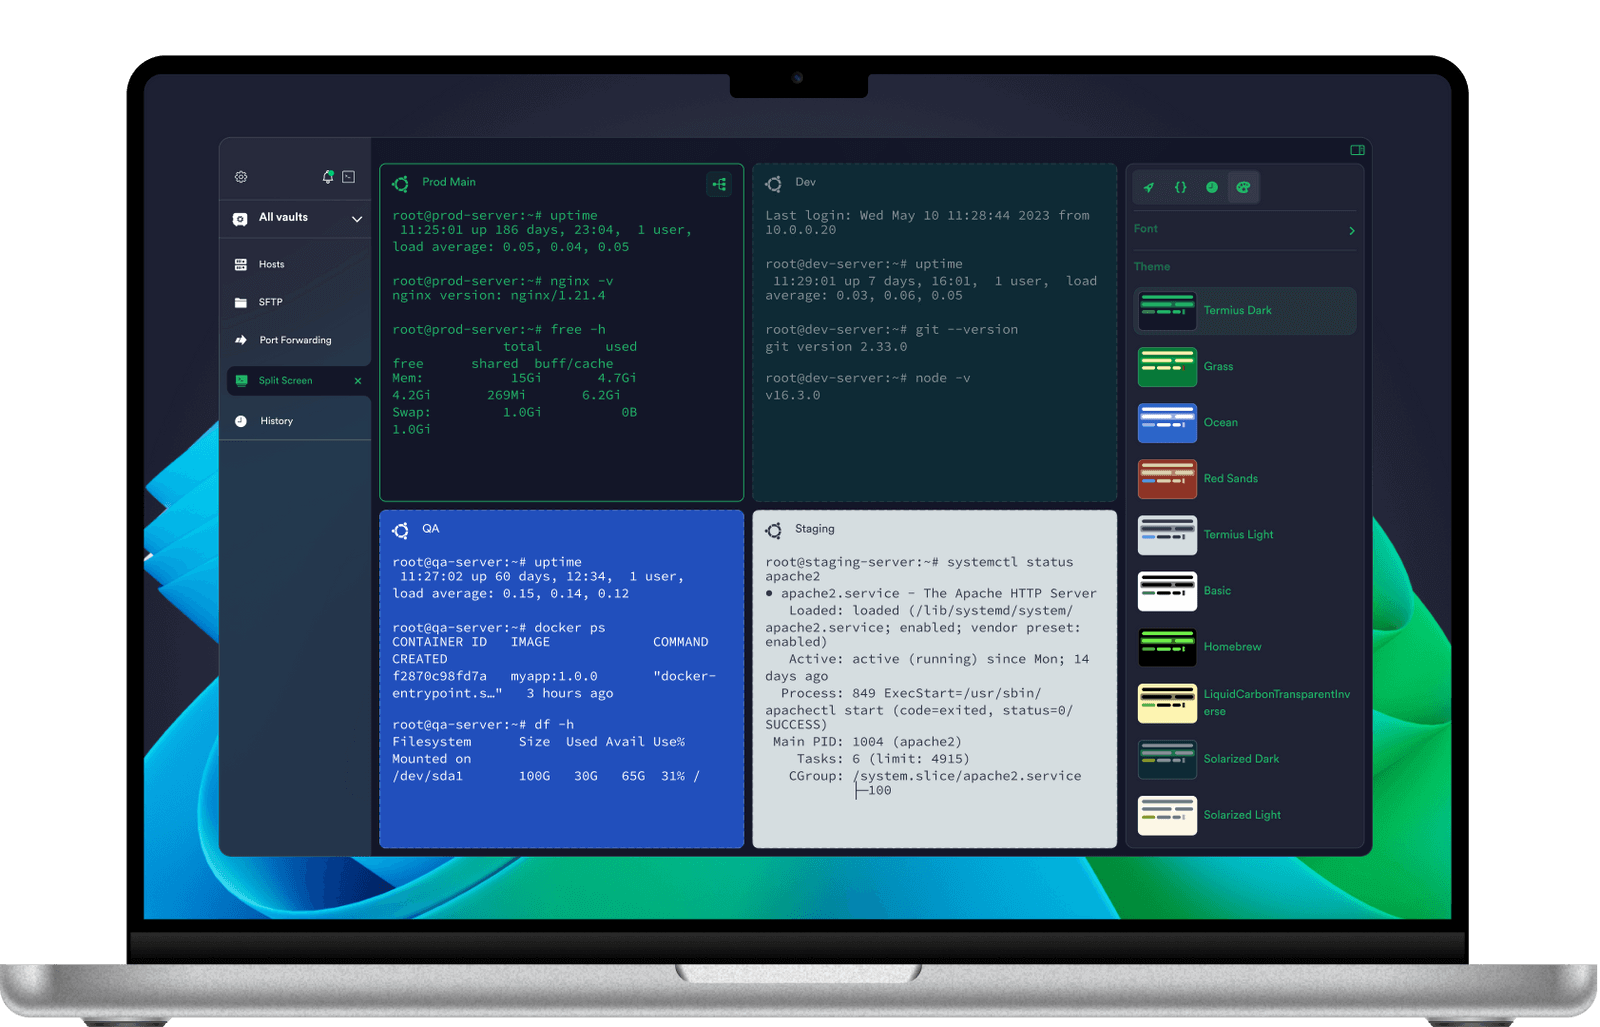 All vaults
Hosts
SFTP
Port Forwarding
Split Screen
History
Prod Main
root@prod-server:~# uptime
11:25:01 up 186 days, 23:04,  1 user,
load average: 0.05, 0.04, 0.05
root@prod-server:~# nginx -v
nginx version: nginx/1.21.4
root@prod-server:~# free -h
total        used
free      shared  buff/cache
Mem:           15Gi       4.7Gi
4.2Gi       269Mi       6.2Gi
Swap:         1.0Gi          0B
1.0Gi
Dev
Last login: Wed May 10 11:28:44 2023 from
10.0.0.20
root@dev-server:~# uptime
11:29:01 up 7 days, 16:01,  1 user,  load
average: 0.03, 0.06, 0.05
root@dev-server:~# git --version
git version 2.33.0
root@dev-server:~# node -v
v16.3.0
QA
root@qa-server:~# uptime
11:27:02 up 60 days, 12:34,  1 user,
load average: 0.15, 0.14, 0.12
root@qa-server:~# docker ps
CONTAINER ID   IMAGE             COMMAND
CREATED
f2870c98fd7a   myapp:1.0.0       "docker-
entrypoint.s…"   3 hours ago
root@qa-server:~# df -h
Filesystem      Size  Used Avail Use%
Mounted on
/dev/sda1       100G   30G   65G  31% /
Staging
root@staging-server:~# systemctl status
apache2
● apache2.service - The Apache HTTP Server
Loaded: loaded (/lib/systemd/system/
apache2.service; enabled; vendor preset:
enabled)
Active: active (running) since Mon; 14
days ago
Process: 849 ExecStart=/usr/sbin/
apachectl start (code=exited, status=0/
SUCCESS)
Main PID: 1004 (apache2)
Tasks: 6 (limit: 4915)
CGroup: /system.slice/apache2.service
├─100
Font
Theme
Termius Dark
Grass
Ocean
Red Sands
Termius Light
Basic
Homebrew
LiquidCarbonTransparentInv
erse
Solarized Dark
Solarized Light